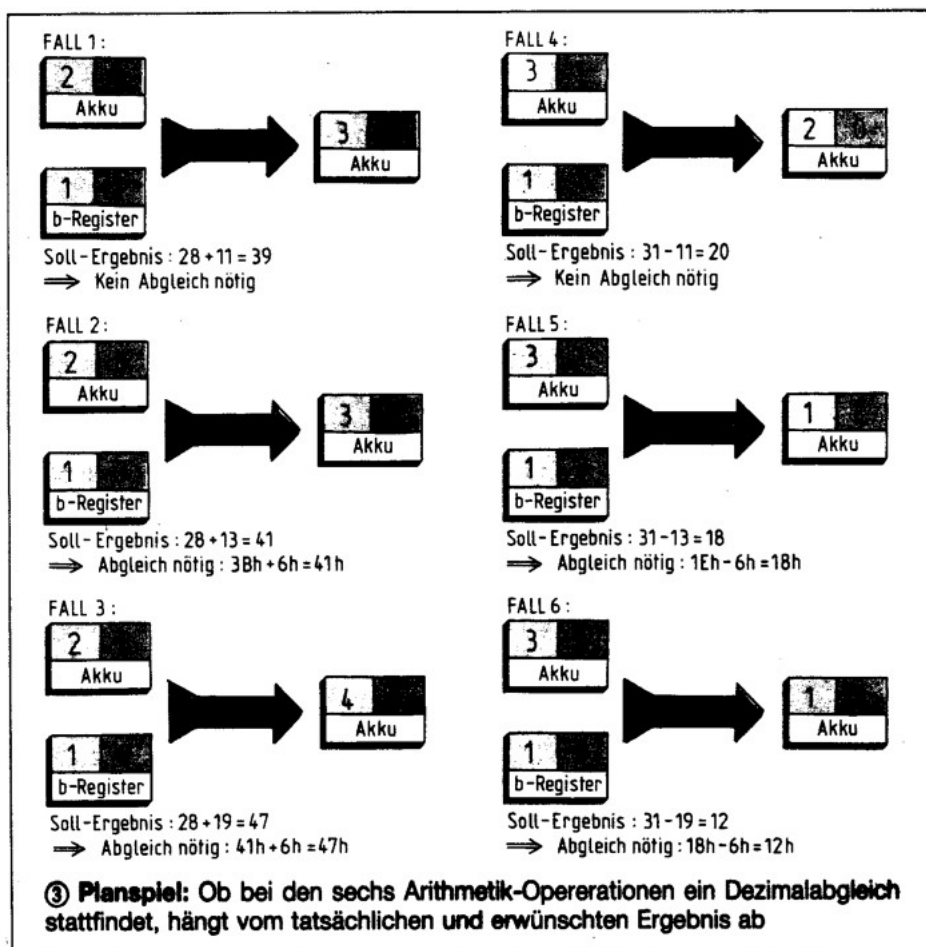 FALL 1:
2
Akku
3
Akku
1
b-Register
Soll-Ergebnis : 28 + 11 = 39
⟹ Kein Abgleich nötig
FALL 2:
2
Akku
3
Akku
1
b-Register
Soll-Ergebnis : 28 + 13 = 41
⟹ Abgleich nötig : 3Bh + 6h = 41h
FALL 3:
2
Akku
4
Akku
1
b-Register
Soll-Ergebnis : 28 + 19 = 47
⟹ Abgleich nötig : 41h + 6h = 47h
FALL 4:
3
Akku
2
Akku
1
b-Register
Soll-Ergebnis : 31 - 11 = 20
⟹ Kein Abgleich nötig
FALL 5:
3
Akku
1
Akku
1
b-Register
Soll-Ergebnis : 31 - 13 = 18
⟹ Abgleich nötig : 1Eh - 6h = 18h
FALL 6:
3
Akku
1
Akku
1
b-Register
Soll-Ergebnis : 31 - 19 = 12
⟹ Abgleich nötig : 18h - 6h = 12h
③ Planspiel: Ob bei den sechs Arithmetik-Opererationen ein Dezimalabgleich
stattfindet, hängt vom tatsächlichen und erwünschten Ergebnis ab